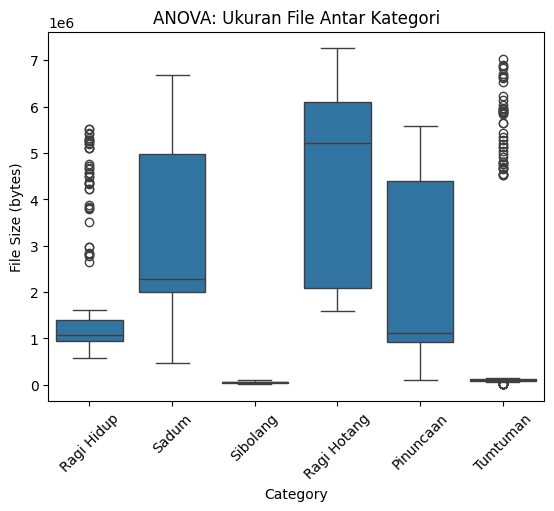 ANOVA: Ukuran File Antar Kategori
1e6
7
6
5
4
3
2
1
0
File Size (bytes)
Ragi Hidup
Sadum
Sibolang
Ragi Hotang
Pinuncaan
Tumtuman
Category